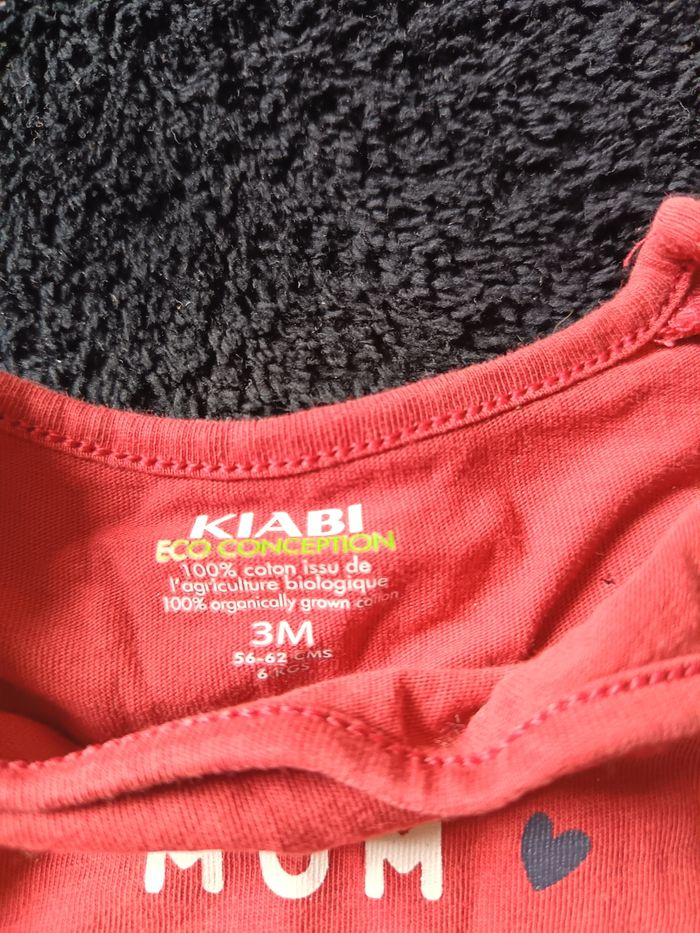 KIABI
ECO CONCEPTION
100% coton issu de
l'agriculture biologique
100% organically grown cotton
3M
56-62 CMS
6 KGS
MOM